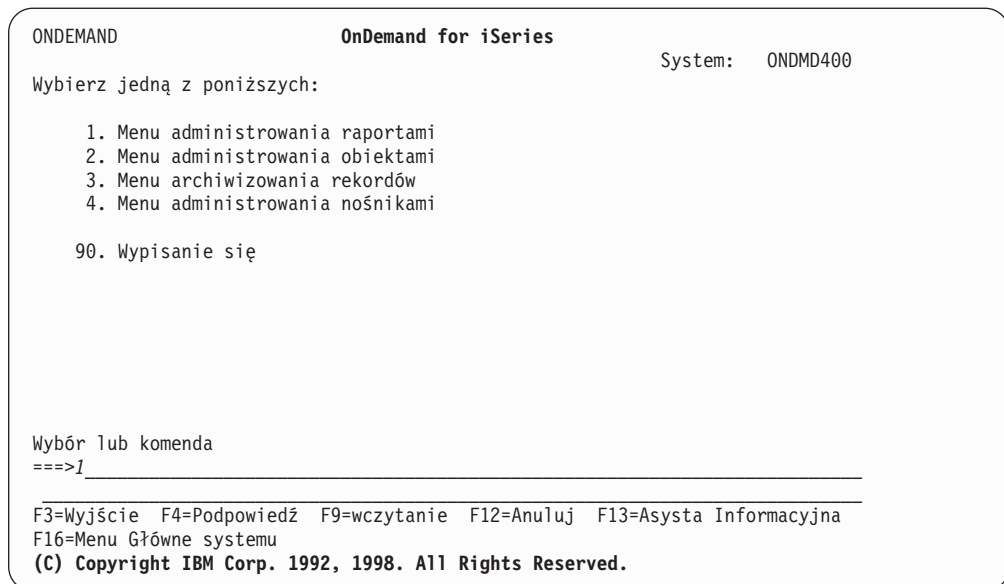 ONDEMAND OnDemand for iSeries
System: ONDMD400
Wybierz jedną z poniższych:
1. Menu administrowania raportami
2. Menu administrowania obiektami
3. Menu archiwizowania rekordów
4. Menu administrowania nośnikami
90. Wypisanie się
Wybór lub komenda
===>1
F3=Wyjście F4=Podpowiedź F9=wczytanie F12=Anuluj F13=Asysta Informacyjna
F16=Menu Główne systemu
(C) Copyright IBM Corp. 1992, 1998. All Rights Reserved.